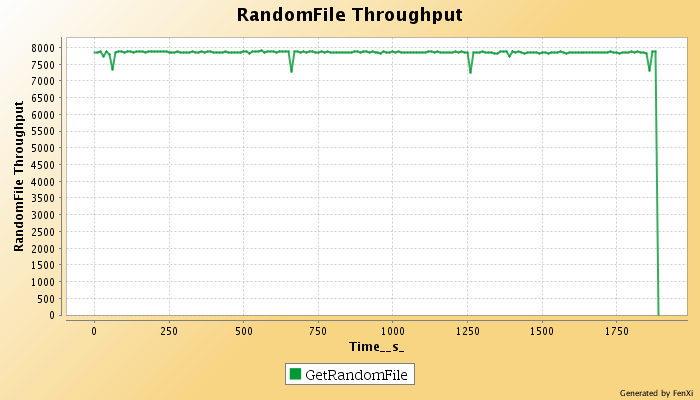 RandomFile Throughput
RandomFile Throughput
8000
7500
7000
6500
6000
5500
5000
4500
4000
3500
3000
2500
2000
1500
1000
500
0
0 250 500 750 1000 1250 1500 1750
Time__s_
GetRandomFile
Generated by FenXi